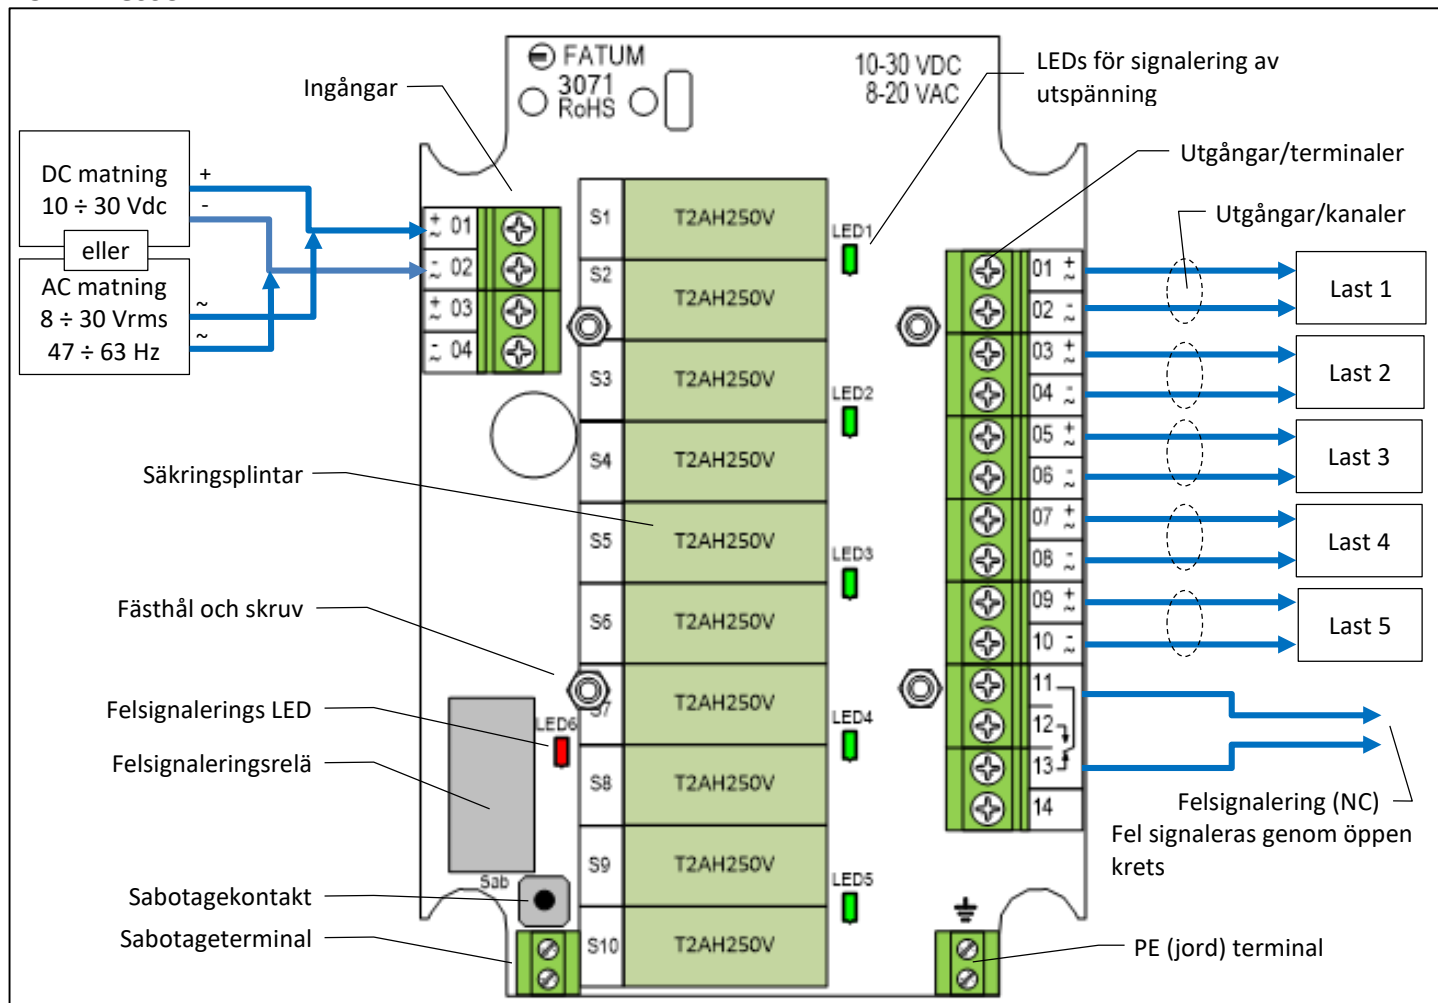 FATUM
3071
RoHS
10-30 VDC
8-20 VAC
LEDs för signalering av
utspänning
Ingångar
Utgångar/terminaler
Utgångar/kanaler
DC matning
10 ÷ 30 Vdc
+
-
eller
AC matning
8 ÷ 30 Vrms
47 ÷ 63 Hz
~
~
+
~ 01
-
~ 02
+
~ 03
-
~ 04
S1 T2AH250V
S2 T2AH250V
S3 T2AH250V
S4 T2AH250V
S5 T2AH250V
S6 T2AH250V
S7 T2AH250V
S8 T2AH250V
S9 T2AH250V
S10 T2AH250V
LED1
LED2
LED3
LED4
LED5
LED6
01 +
~
02 -
~
03 +
~
04 -
~
05 +
~
06 -
~
07 +
~
08 -
~
09 +
~
10 -
~
11
12
13
14
Last 1
Last 2
Last 3
Last 4
Last 5
Säkringsplintar
Fästhål och skruv
Felsignalerings LED
Felsignaleringsrelä
Sab
Sabotagekontakt
Sabotageterminal
Felsignalering (NC)
Fel signaleras genom öppen
krets
PE (jord) terminal